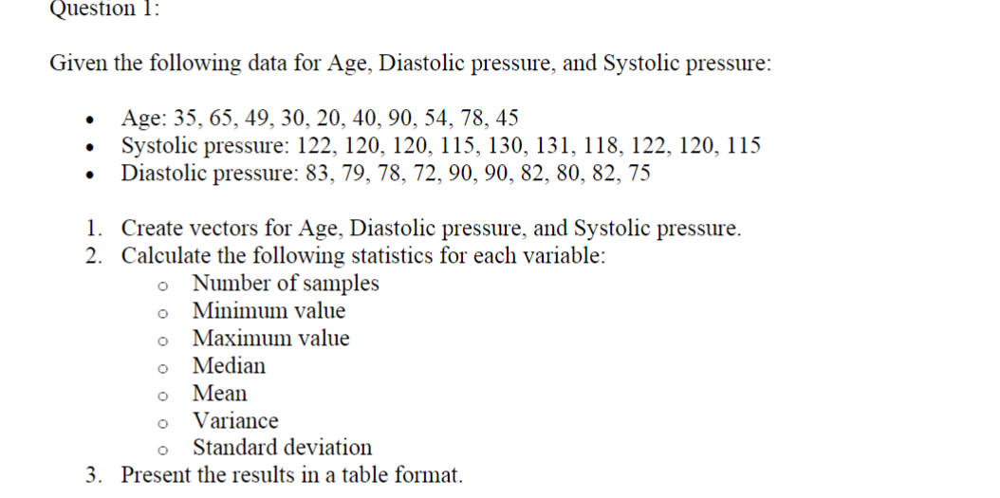 Question 1:
Given the following data for Age, Diastolic pressure, and Systolic pressure:
• Age: 35, 65, 49, 30, 20, 40, 90, 54, 78, 45
• Systolic pressure: 122, 120, 120, 115, 130, 131, 118, 122, 120, 115
• Diastolic pressure: 83, 79, 78, 72, 90, 90, 82, 80, 82, 75
1. Create vectors for Age, Diastolic pressure, and Systolic pressure.
2. Calculate the following statistics for each variable:
o Number of samples
o Minimum value
o Maximum value
o Median
o Mean
o Variance
o Standard deviation
3. Present the results in a table format.